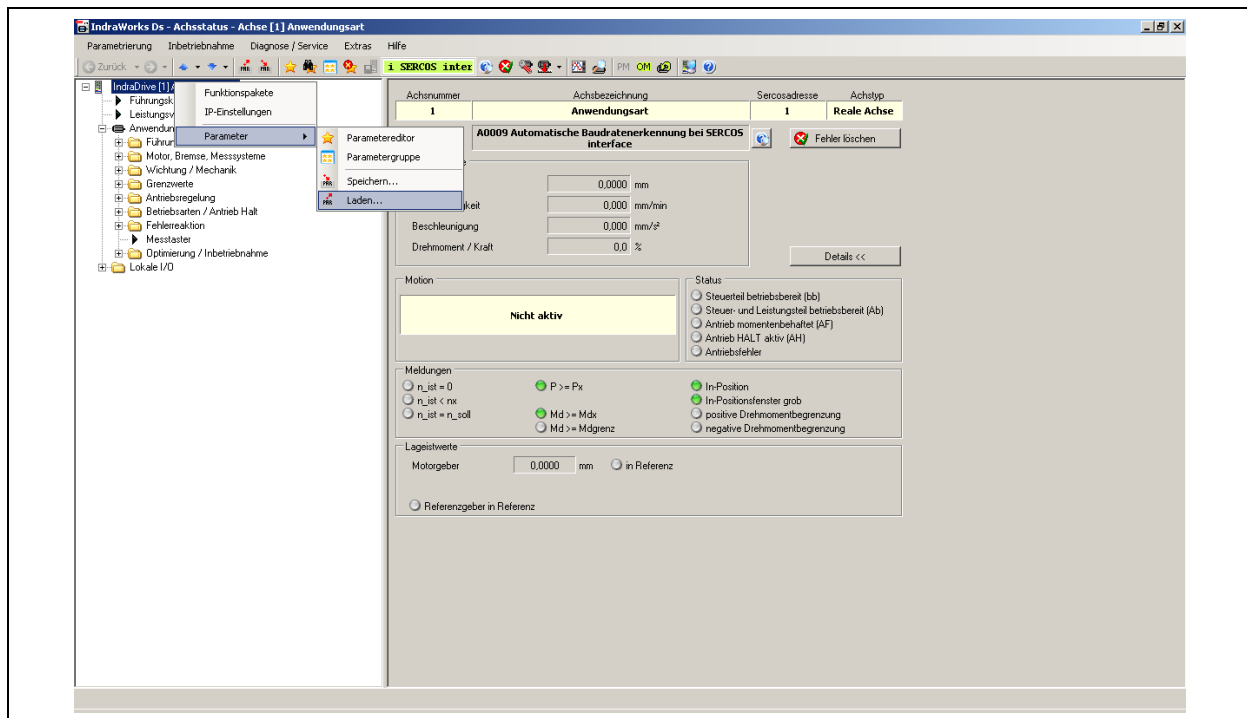 IndraWorks Ds - Achsstatus - Achse [1] Anwendungsart
Parametrierung Inbetriebnahme Diagnose / Service Extras Hilfe
Zurück i SERCOS inter PM OM
IndraDrive [1]
Führungsk
Leistungsv
Anwendun
Führun
Motor, Bremse, Messsysteme
Wichtung / Mechanik
Grenzwerte
Antriebsregelung
Betriebsarten / Antrieb Halt
Fehlerreaktion
Messtaster
Optimierung / Inbetriebnahme
Lokale I/O
Funktionspakete
IP-Einstellungen
Parameter
Parametereditor
Parametergruppe
Speichern...
Laden...
Achsnummer Achsbezeichnung Sercosadresse Achstyp
1 Anwendungsart 1 Reale Achse
A0009 Automatische Baudratenerkennung bei SERCOS
interface
Fehler löschen
0,0000 mm
keit 0,000 mm/min
Beschleunigung 0,000 mm/s²
Drehmoment / Kraft 0,0 %
Details <<
Motion
Nicht aktiv
Status
Steuerteil betriebsbereit (bb)
Steuer- und Leistungsteil betriebsbereit (Ab)
Antrieb momentenbehaftet (AF)
Antrieb HALT aktiv (AH)
Antriebsfehler
Meldungen
n_ist = 0 P >= Px In-Position
n_ist < nx In-Positionsfenster grob
n_ist = n_soll Md >= Mdx positive Drehmomentbegrenzung
Md >= Mdgrenz negative Drehmomentbegrenzung
Lageistwerte
Motorgeber 0,0000 mm in Referenz
Referenzgeber in Referenz